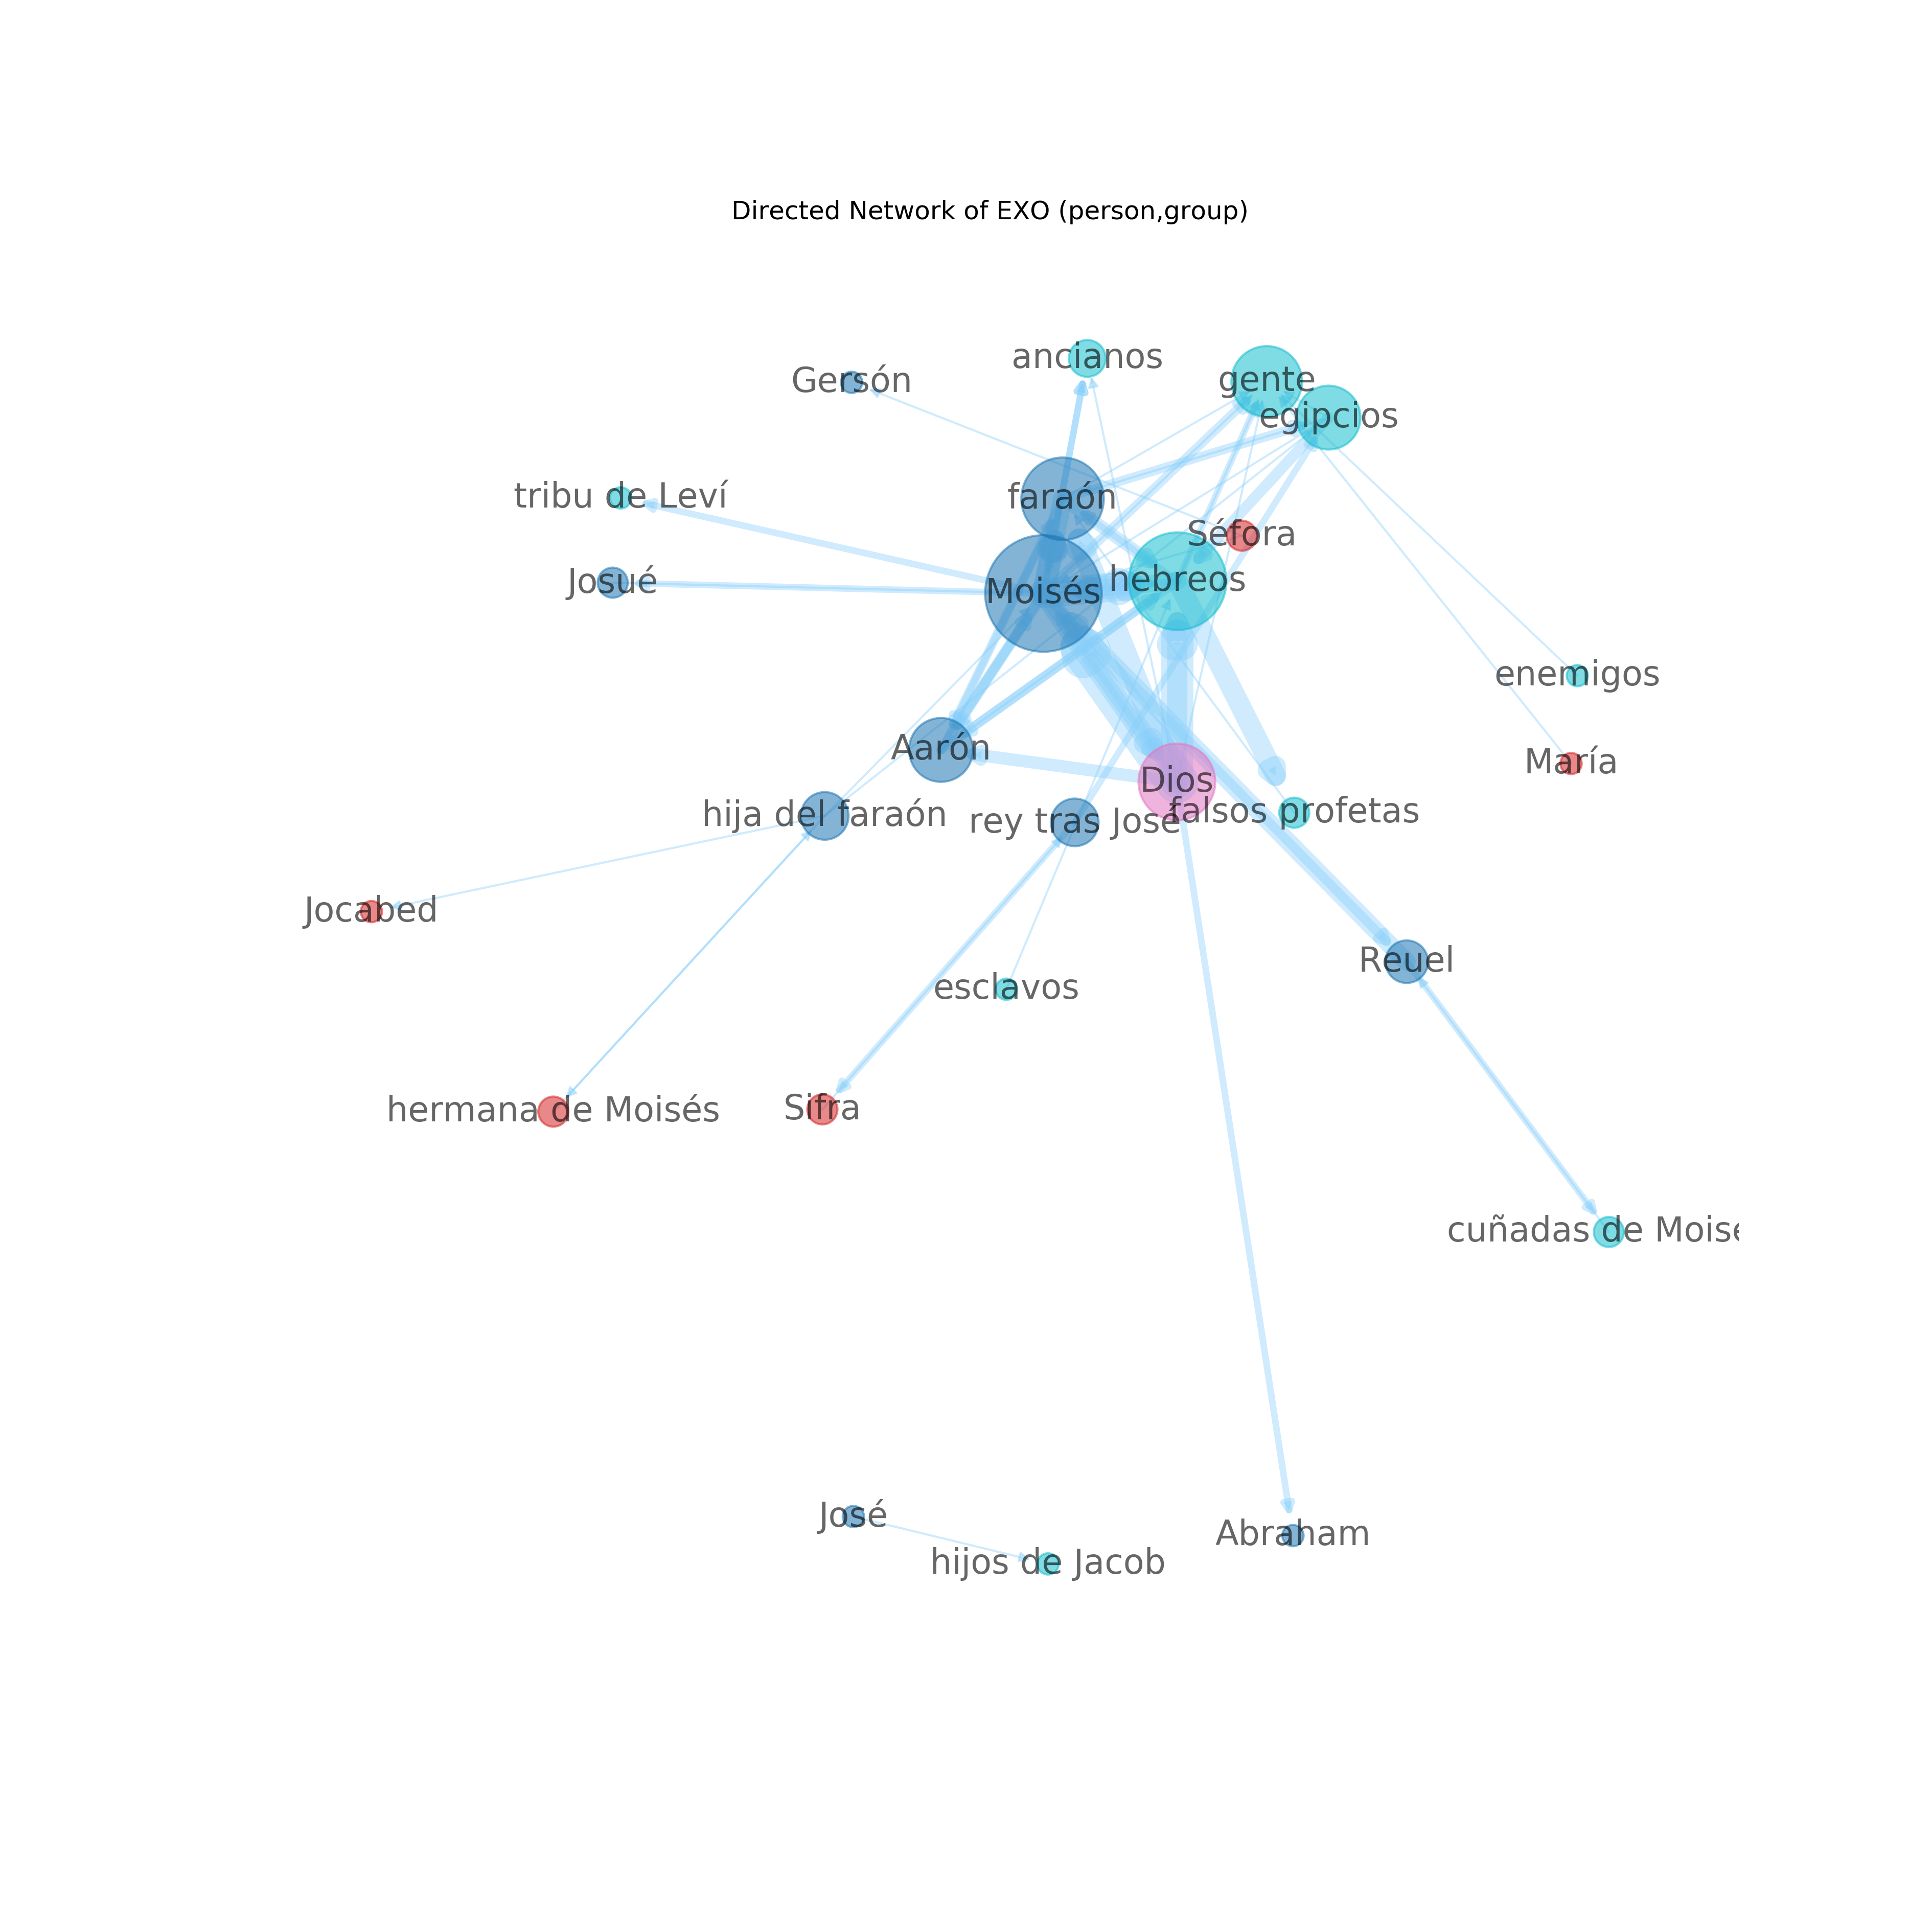 Directed Network of EXO (person,group)
ancianos
Gersón
gente
egipcios
tribu de Leví
faraón
Séfora
Josué
Moisés
hebreos
enemigos
Aarón
María
Dios
hija del faraón
rey tras José
falsos profetas
Jocabed
Reuel
esclavos
hermana de Moisés
Sifra
cuñadas de Moisé
José
Abraham
hijos de Jacob